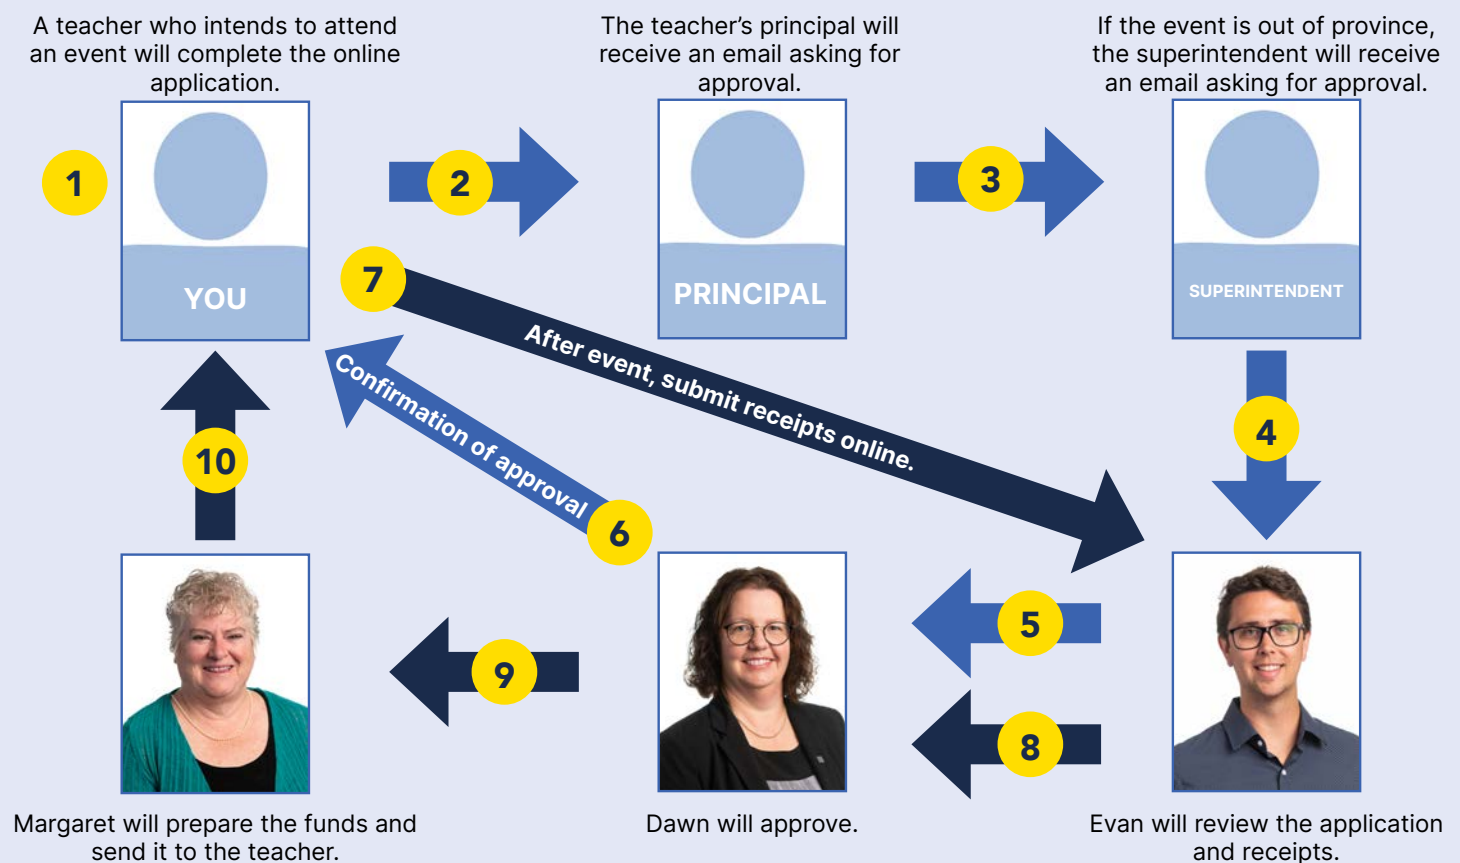 A teacher who intends to attend
an event will complete the online
application.
The teacher’s principal will
receive an email asking for
approval.
If the event is out of province,
the superintendent will receive
an email asking for approval.
1
2
3
YOU
PRINCIPAL
SUPERINTENDENT
7
After event, submit receipts online.
Confirmation of approval
6
4
10
5
9
8
Margaret will prepare the funds and
send it to the teacher.
Dawn will approve.
Evan will review the application
and receipts.